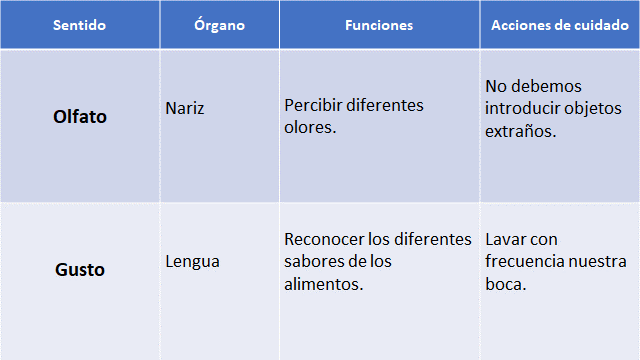 Sentido Órgano Funciones Acciones de cuidado
Olfato
Nariz
Percibir diferentes
olores.
No debemos
introducir objetos
extraños.
Gusto
Lengua
Reconocer los diferentes
sabores de los
alimentos.
Lavar con
frecuencia nuestra
boca.